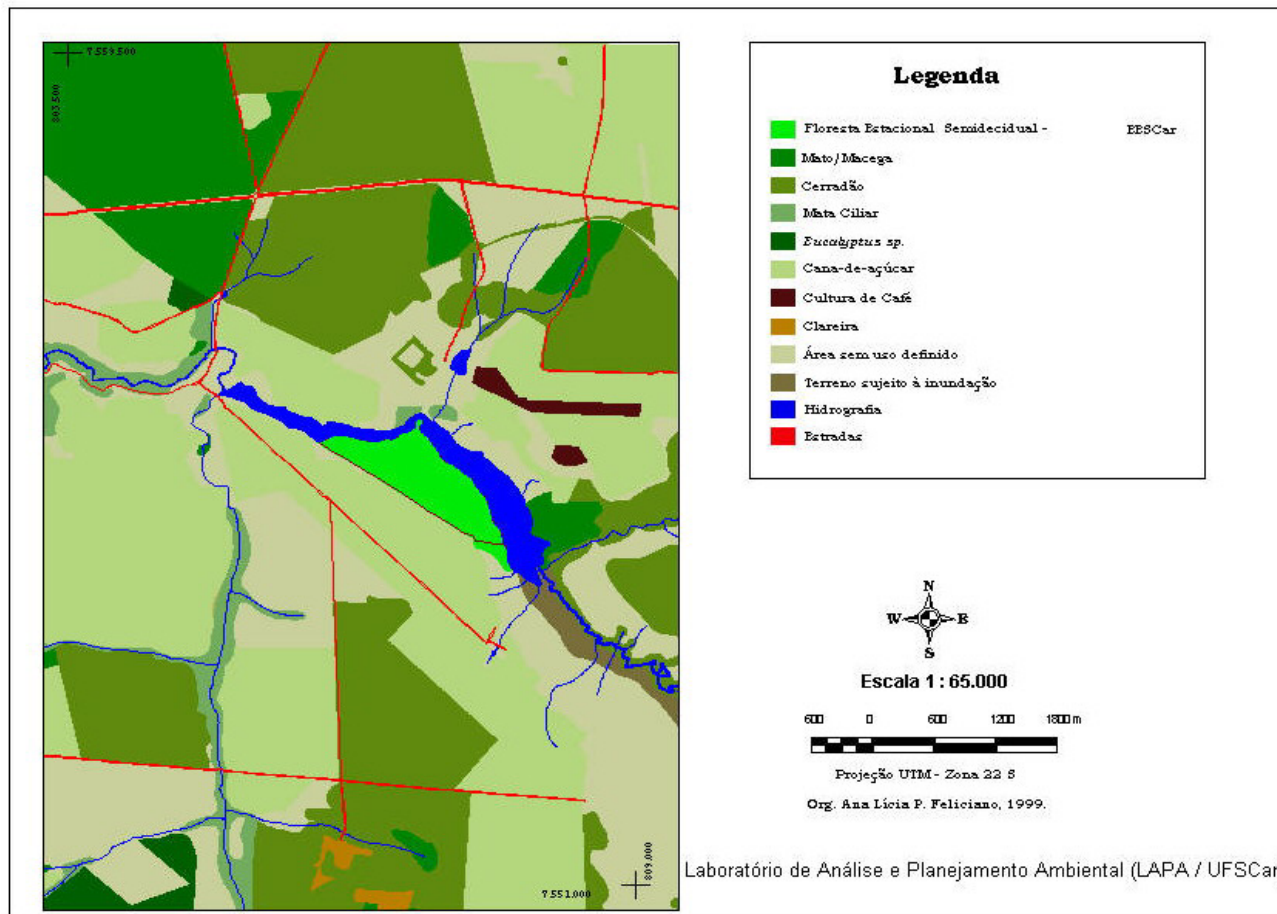 7.559.500
803.500
Legenda
Floresta Estacional Semidecidual - EESCar
Mato/Macega
Cerradão
Mata Ciliar
Eucalyptus sp.
Cana-de-açúcar
Cultura de Café
Clareira
Área sem uso definido
Terreno sujeito à inundação
Hidrografia
Estradas
N
W E
S
Escala 1 : 65.000
600 0 600 1200 1800 m
Projeção UTM - Zona 22 S
Org. Ana Lícia P. Feliciano, 1999.
809.000
7.551.000
Laboratório de Análise e Planejamento Ambiental (LAPA / UFSCar